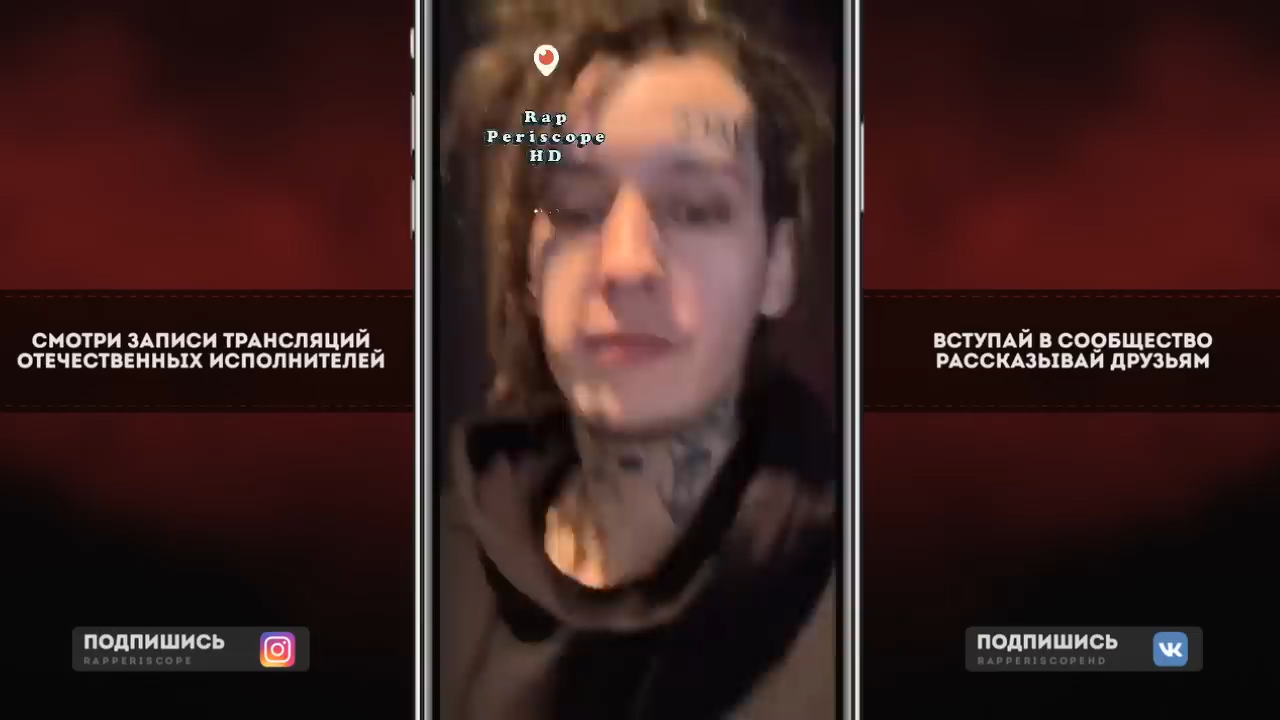 Rap
Periscope
HD
СМОТРИ ЗАПИСИ ТРАНСЛЯЦИЙ
ОТЕЧЕСТВЕННЫХ ИСПОЛНИТЕЛЕЙ
ВСТУПАЙ В СООБЩЕСТВО
РАССКАЗЫВАЙ ДРУЗЬЯМ
ПОДПИШИСЬ
RAPPERISCOPE
ПОДПИШИСЬ
RAPPERISCOPEHD